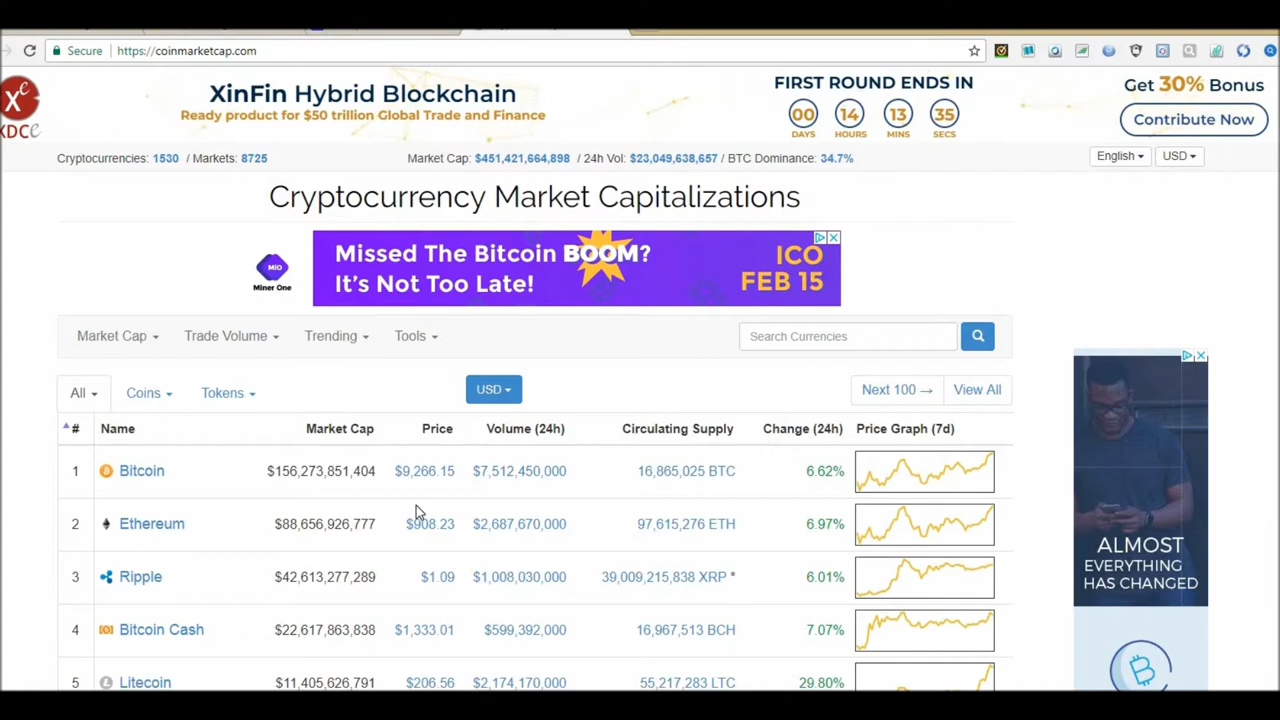 Secure
https://coinmarketcap.com
XinFin Hybrid Blockchain
Ready product for $50 trillion Global Trade and Finance
FIRST ROUND ENDS IN
00 14 13 35
DAYS HOURS MINS SECS
Get 30% Bonus
Contribute Now
Cryptocurrencies: 1530 / Markets: 8725
Market Cap: $451,421,664,898 / 24h Vol: $23,049,638,657 / BTC Dominance: 34.7%
English
USD
Cryptocurrency Market Capitalizations
MIO
Miner One
Missed The Bitcoin BOOM?
It's Not Too Late!
ICO
FEB 15
Market Cap Trade Volume Trending Tools
Search Currencies
All Coins Tokens
USD
Next 100 → View All
# Name Market Cap Price Volume (24h) Circulating Supply Change (24h) Price Graph (7d)
1 Bitcoin $156,273,851,404 $9,266.15 $7,512,450,000 16,865,025 BTC 6.62%
2 Ethereum $88,656,926,777 $908.23 $2,687,670,000 97,615,276 ETH 6.97%
3 Ripple $42,613,277,289 $1.09 $1,008,030,000 39,009,215,838 XRP * 6.01%
4 Bitcoin Cash $22,617,863,838 $1,333.01 $599,392,000 16,967,513 BCH 7.07%
5 Litecoin $11,405,626,791 $206.56 $2,174,170,000 55,217,283 LTC 29.80%
ALMOST
EVERYTHING
HAS CHANGED